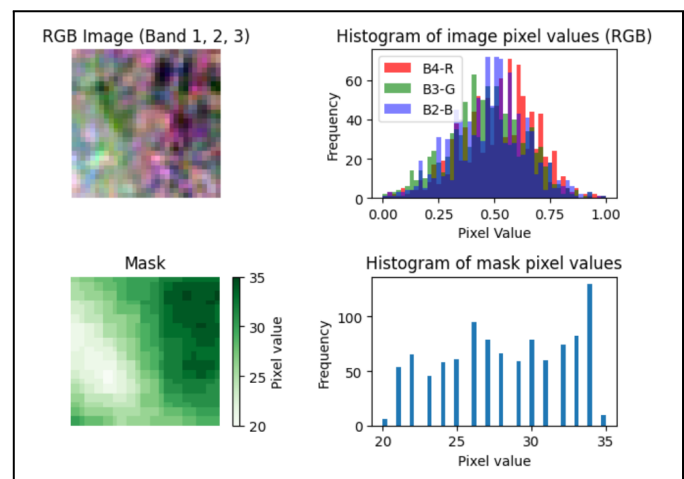 RGB Image (Band 1, 2, 3)
Histogram of image pixel values (RGB)
B4-R
B3-G
B2-B
Frequency
60
40
20
0
0.00 0.25 0.50 0.75 1.00
Pixel Value
Mask
35
30
25
20
Pixel value
Histogram of mask pixel values
Frequency
100
50
0
20 25 30 35
Pixel value